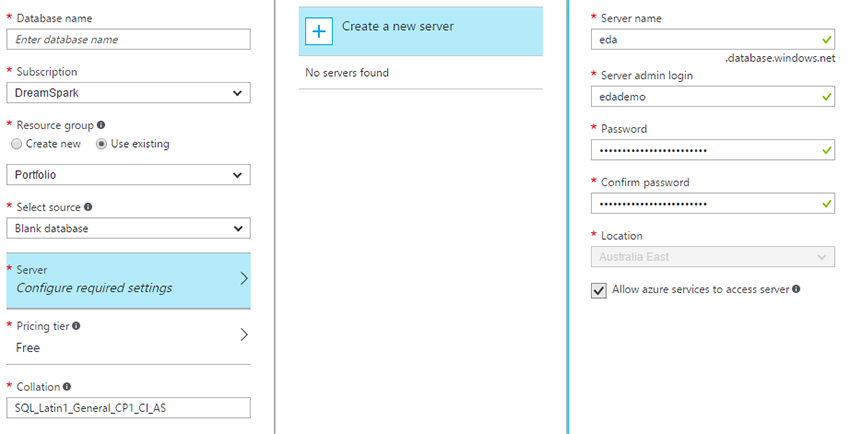 * Database name
Enter database name
* Subscription
DreamSpark
* Resource group
Create new
Use existing
Portfolio
* Select source
Blank database
* Server
Configure required settings
* Pricing tier
Free
* Collation
SQL_Latin1_General_CP1_CI_AS
Create a new server
No servers found
* Server name
eda
.database.windows.net
* Server admin login
edademo
* Password
••••••••••••••••••••••••
* Confirm password
••••••••••••••••••••••••
* Location
Australia East
Allow azure services to access server